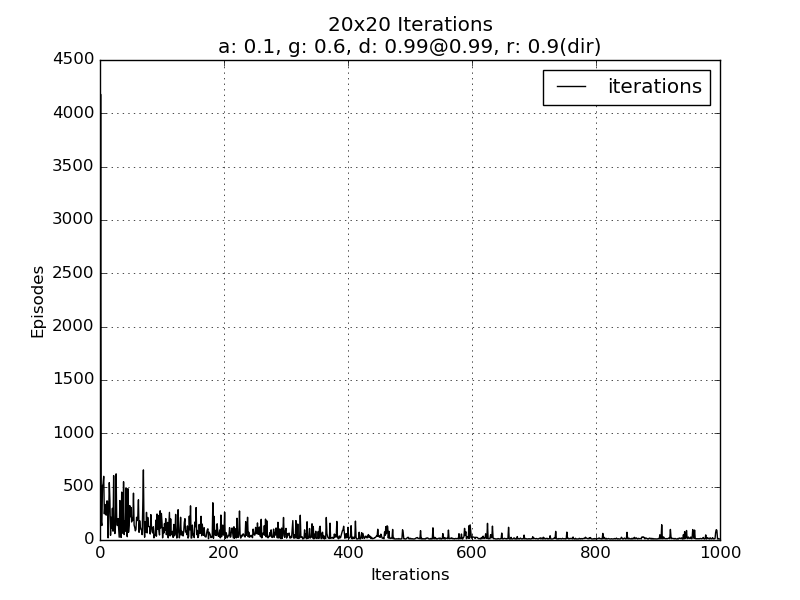 20x20 Iterations
a: 0.1, g: 0.6, d: 0.99@0.99, r: 0.9(dir)
4500
iterations
4000
3500
3000
2500
Episodes
2000
1500
1000
500
0
0 200 400 600 800 1000
Iterations